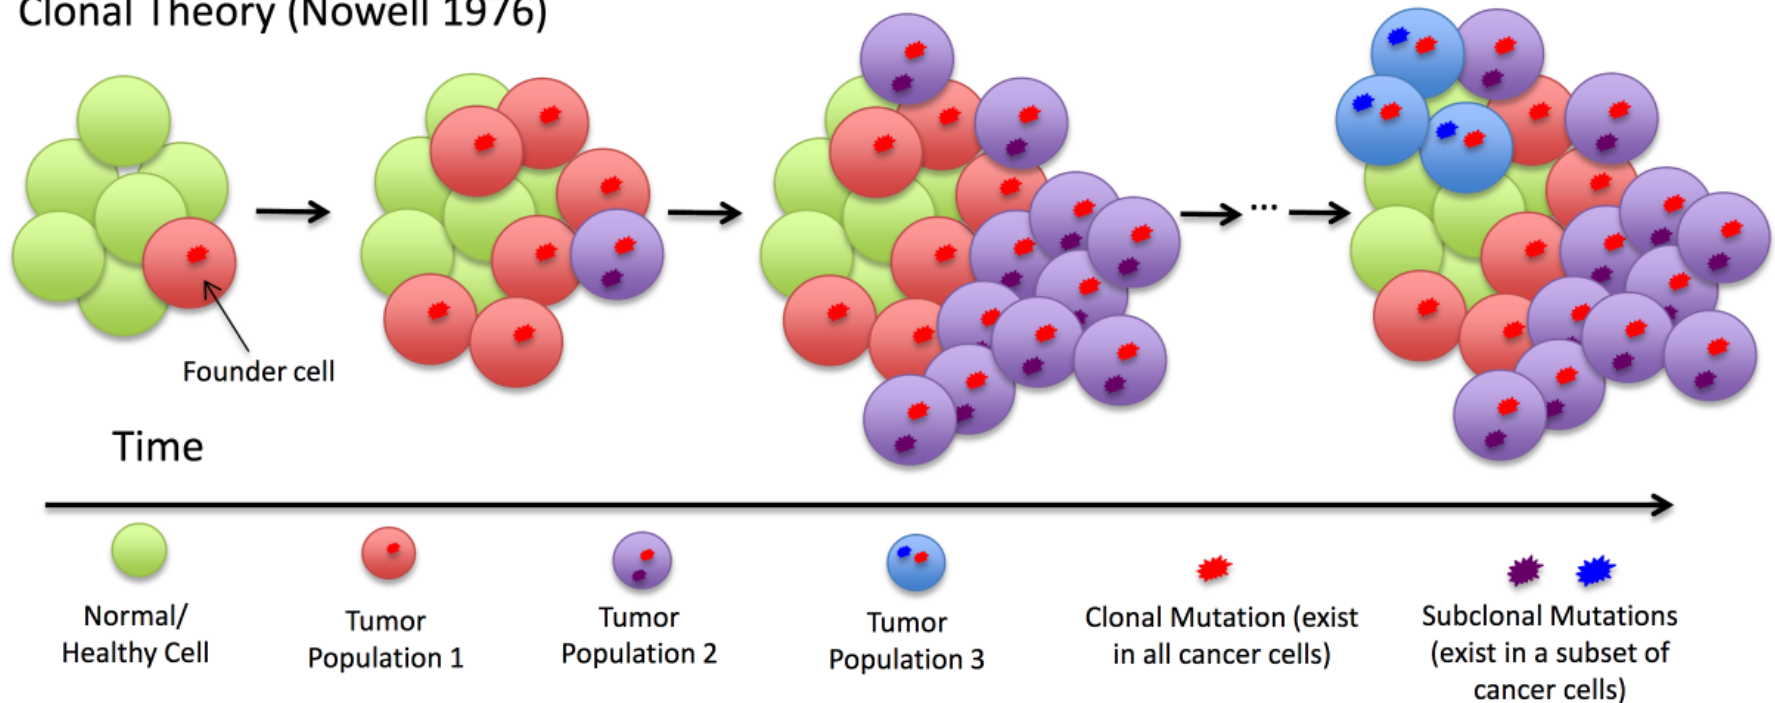 Clonal Theory (Nowell 1976)
...
Founder cell
Time
Normal/
Healthy Cell
Tumor
Population 1
Tumor
Population 2
Tumor
Population 3
Clonal Mutation (exist
in all cancer cells)
Subclonal Mutations
(exist in a subset of
cancer cells)